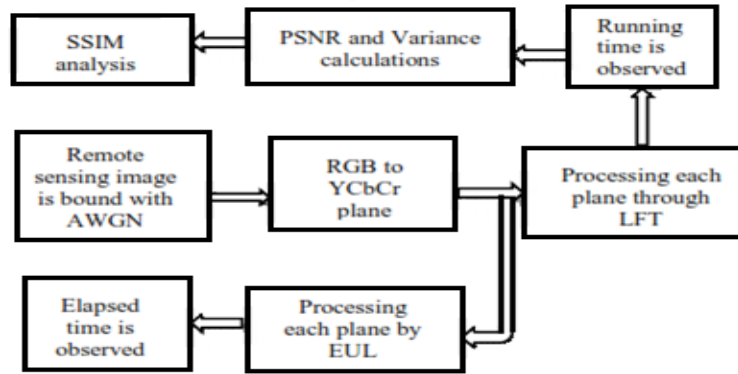 SSIM
analysis
PSNR and Variance
calculations
Running
time is
observed
Remote
sensing image
is bound with
AWGN
RGB to
YCbCr
plane
Processing each
plane through
LFT
Elapsed
time is
observed
Processing
each plane by
EUL